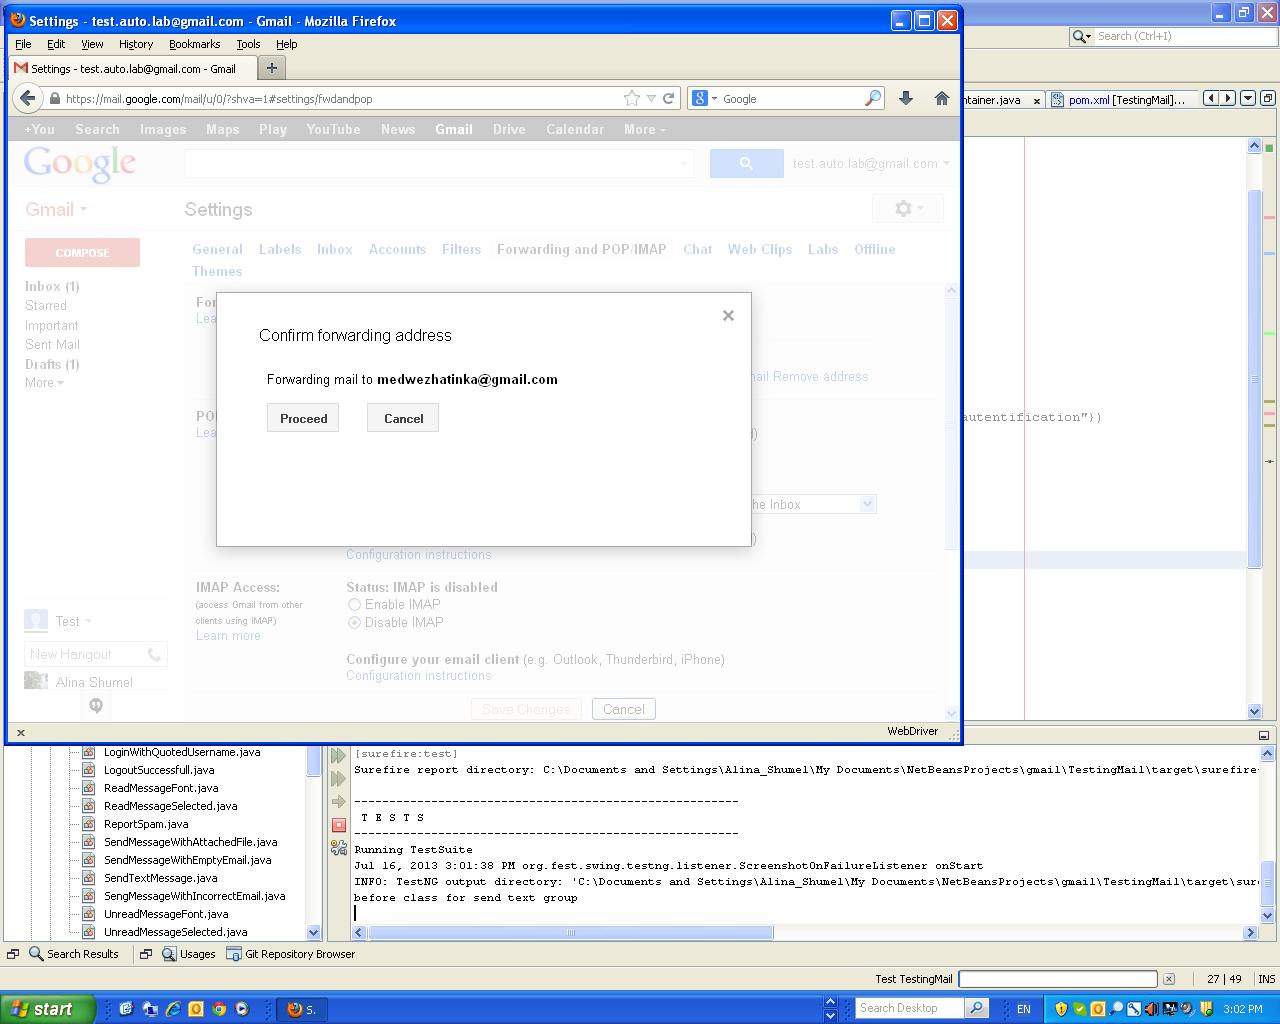 Settings - test.auto.lab@gmail.com - Gmail - Mozilla Firefox
File Edit View History Bookmarks Tools Help
Settings - test.auto.lab@gmail.com - Gmail
https://mail.google.com/mail/u/0/?shva=1#settings/fwdandpop
Google
Search (Ctrl+I)
ntainer.java
pom.xml [TestingMail]...
+You Search Images Maps Play YouTube News Gmail Drive Calendar More
Google
test.auto.lab@gmail.com
Gmail
Settings
COMPOSE
General Labels Inbox Accounts Filters Forwarding and POP/IMAP Chat Web Clips Labs Offline
Themes
Inbox (1)
Starred
Important
Sent Mail
Drafts (1)
More
For
Lea
Confirm forwarding address
Forwarding mail to medwezhatinka@gmail.com
Proceed Cancel
ail Remove address
PO
Lea
d)
autentification"})
he Inbox
)
Configuration instructions
IMAP Access:
(access Gmail from other
clients using IMAP)
Learn more
Status: IMAP is disabled
Enable IMAP
Disable IMAP
Configure your email client (e.g. Outlook, Thunderbird, iPhone)
Configuration instructions
Save Changes Cancel
Test
New Hangout
Alina Shumel
WebDriver
LoginWithQuotedUsername.java
LogoutSuccessfull.java
ReadMessageFont.java
ReadMessageSelected.java
ReportSpam.java
SendMessageWithAttachedFile.java
SendMessageWithEmptyEmail.java
SendTextMessage.java
SengMessageWithIncorrectEmail.java
UnreadMessageFont.java
UnreadMessageSelected.java
[surefire:test]
Surefire report directory: C:\Documents and Settings\Alina_Shumel\My Documents\NetBeansProjects\gmail\TestingMail\target\surefire
-------------------------------------------------------
T E S T S
-------------------------------------------------------
Running TestSuite
Jul 16, 2013 3:01:38 PM org.fest.swing.testng.listener.ScreenshotOnFailureListener onStart
INFO: TestNG output directory: 'C:\Documents and Settings\Alina_Shumel\My Documents\NetBeansProjects\gmail\TestingMail\target\sure
before class for send text group
Search Results Usages Git Repository Browser
Test TestingMail
27 | 49 INS
start
S.
Search Desktop
EN
3:02 PM